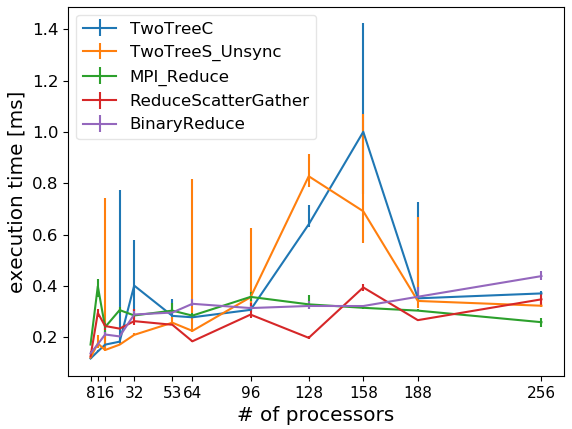 TwoTreeC
TwoTreeS_Unsync
MPI_Reduce
ReduceScatterGather
BinaryReduce
execution time [ms]
1.4
1.2
1.0
0.8
0.6
0.4
0.2
8 16 32 53 64 96 128 158 188 256
# of processors